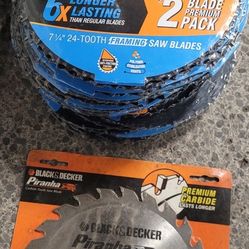 6X LONGER
LASTING
THAN REGULAR BLADES
2 BLADE
PREMIUM
PACK
7 1/4" 24-TOOTH FRAMING SAW BLADES
BLACK&DECKER
Piranha
PREMIUM
CARBIDE
LASTS LONGER
BLACK&DECKER
Piranha